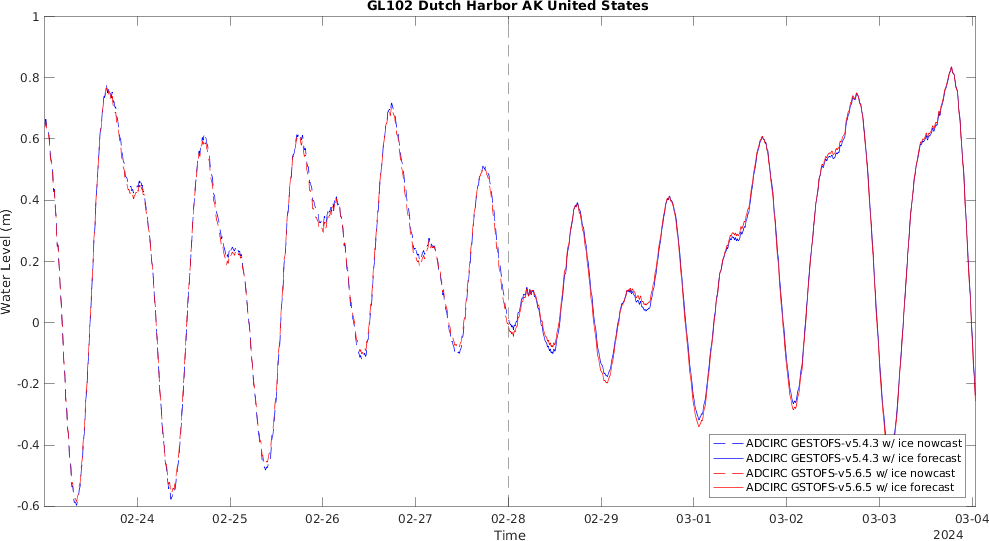 GL102 Dutch Harbor AK United States
1
0.8
0.6
0.4
0.2
0
-0.2
-0.4
-0.6
Water Level (m)
ADCIRC GESTOFS-v5.4.3 w/ ice nowcast
ADCIRC GESTOFS-v5.4.3 w/ ice forecast
ADCIRC GSTOFS-v5.6.5 w/ ice nowcast
ADCIRC GSTOFS-v5.6.5 w/ ice forecast
02-24 02-25 02-26 02-27 02-28 02-29 03-01 03-02 03-03 03-04
Time
2024